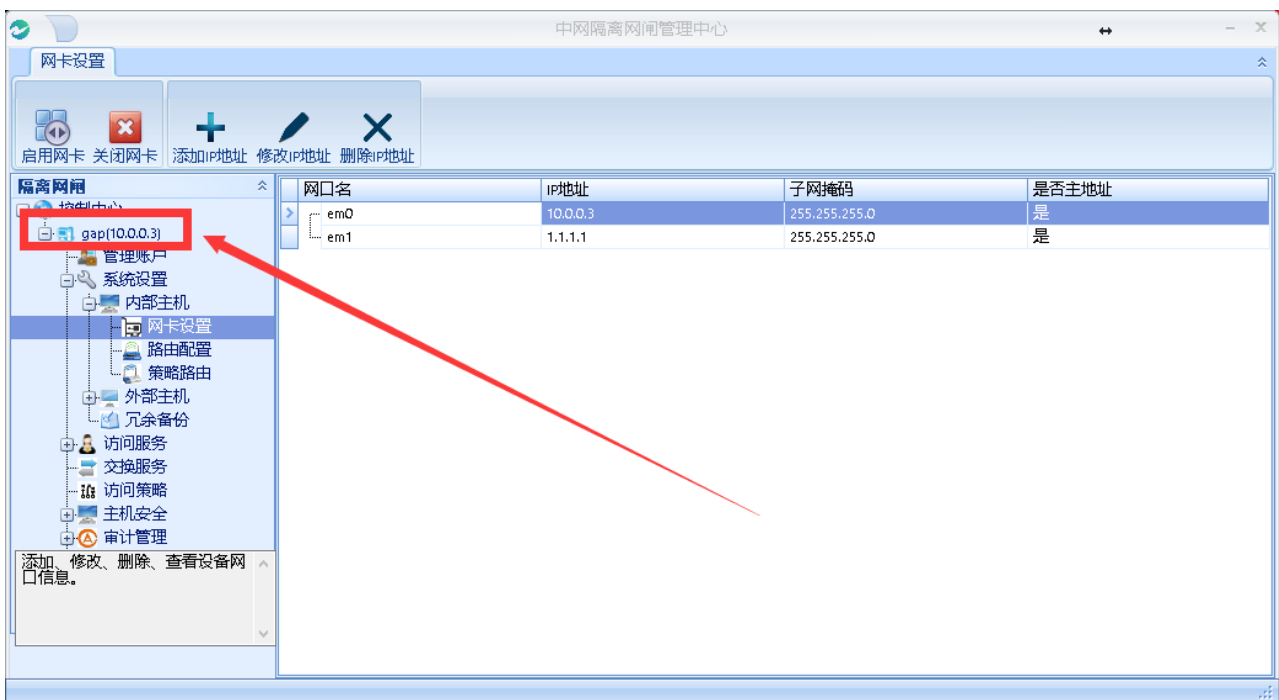 中网隔离网闸管理中心
网卡设置
启用网卡 关闭网卡 添加IP地址 修改IP地址 删除IP地址
隔离网闸
网口名 IP地址 子网掩码 是否主地址
em0 10.0.0.3 255.255.255.0 是
em1 1.1.1.1 255.255.255.0 是
控制中心
gap(10.0.0.3)
管理账户
系统设置
内部主机
网卡设置
路由配置
策略路由
外部主机
冗余备份
访问服务
交换服务
访问策略
主机安全
审计管理
添加、修改、删除、查看设备网
口信息。